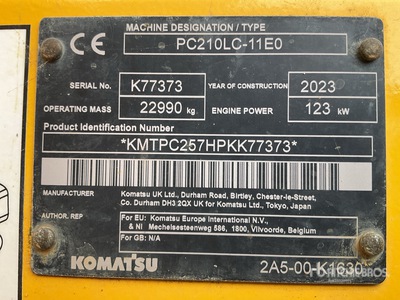 MACHINE DESIGNATION / TYPE
CE PC210LC-11E0
SERIAL No. K77373 YEAR OF CONSTRUCTION 2023
OPERATING MASS 22990 kg ENGINE POWER 123 kW
Product Identification Number
*KMTPC257HPKK77373*
MANUFACTURER Komatsu UK Ltd., Durham Road, Birtley, Chester-le-Street,
Co. Durham DH3.2QX UK for Komatsu Ltd., Tokyo, Japan
AUTHOR. REP For EU: Komatsu Europe International N.V.,
& NI Mechelsesteenweg 586, 1800, Vilvoorde, Belgium
For GB: N/A
KOMATSU 2A5-00-K1630